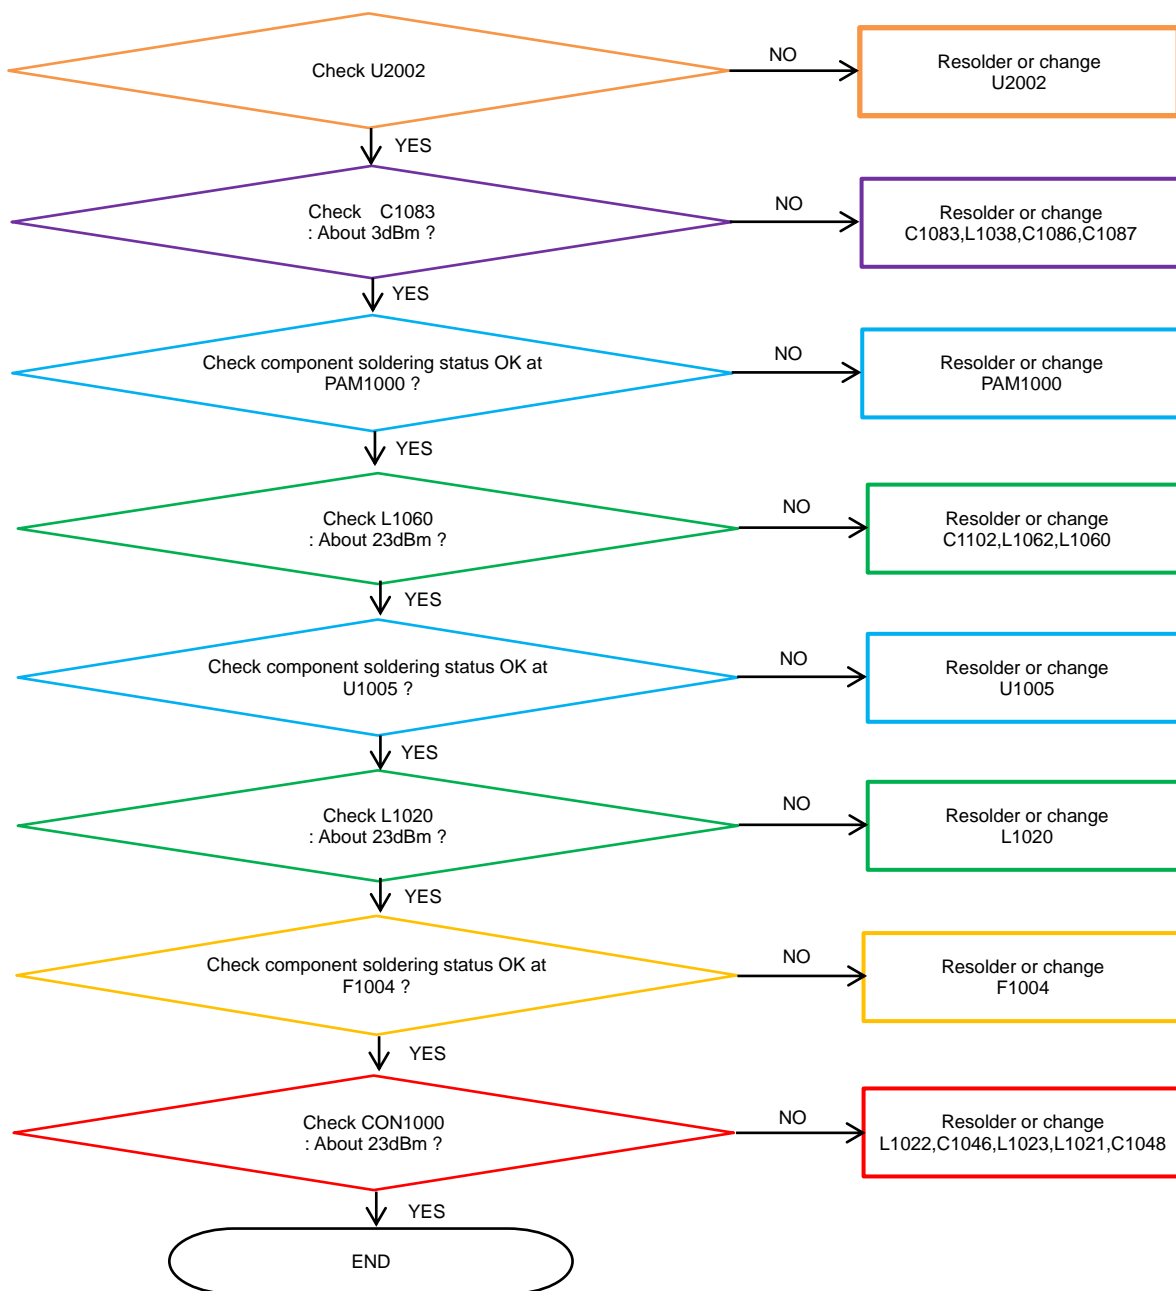 Check U2002
NO
Resolder or change
U2002
YES
Check C1083
: About 3dBm ?
NO
Resolder or change
C1083,L1038,C1086,C1087
YES
Check component soldering status OK at
PAM1000 ?
NO
Resolder or change
PAM1000
YES
Check L1060
: About 23dBm ?
NO
Resolder or change
C1102,L1062,L1060
YES
Check component soldering status OK at
U1005 ?
NO
Resolder or change
U1005
YES
Check L1020
: About 23dBm ?
NO
Resolder or change
L1020
YES
Check component soldering status OK at
F1004 ?
NO
Resolder or change
F1004
YES
Check CON1000
: About 23dBm ?
NO
Resolder or change
L1022,C1046,L1023,L1021,C1048
YES
END